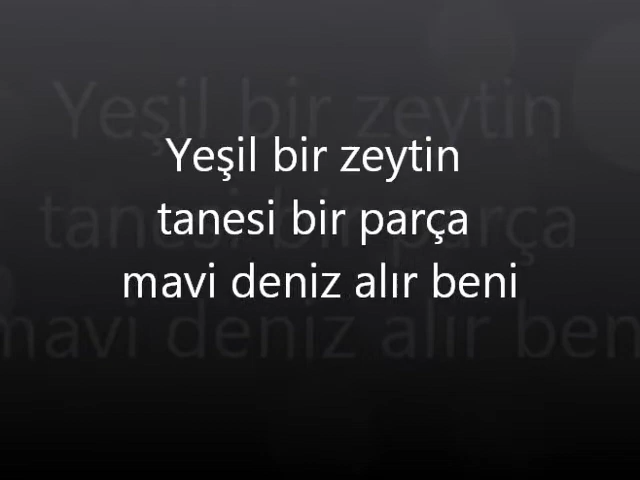 Yeşil bir zeytin
tanesi bir parça
mavi deniz alır beni